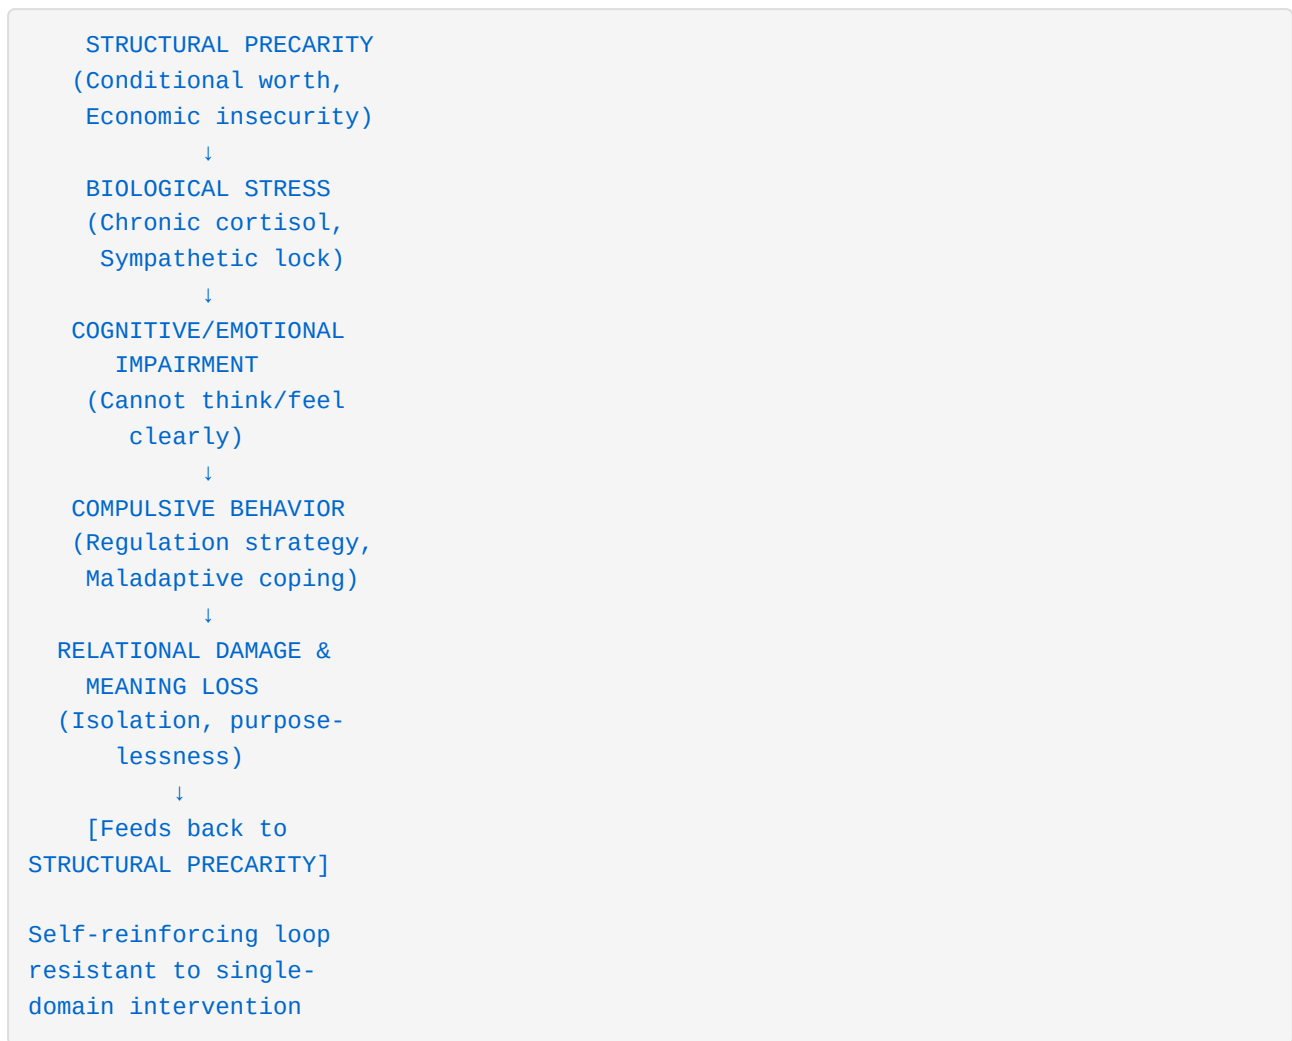 STRUCTURAL PRECARITY
(Conditional worth,
Economic insecurity)
↓
BIOLOGICAL STRESS
(Chronic cortisol,
Sympathetic lock)
↓
COGNITIVE/EMOTIONAL
IMPAIRMENT
(Cannot think/feel
clearly)
↓
COMPULSIVE BEHAVIOR
(Regulation strategy,
Maladaptive coping)
↓
RELATIONAL DAMAGE &
MEANING LOSS
(Isolation, purpose-
lessness)
↓
[Feeds back to
STRUCTURAL PRECARITY]
Self-reinforcing loop
resistant to single-
domain intervention